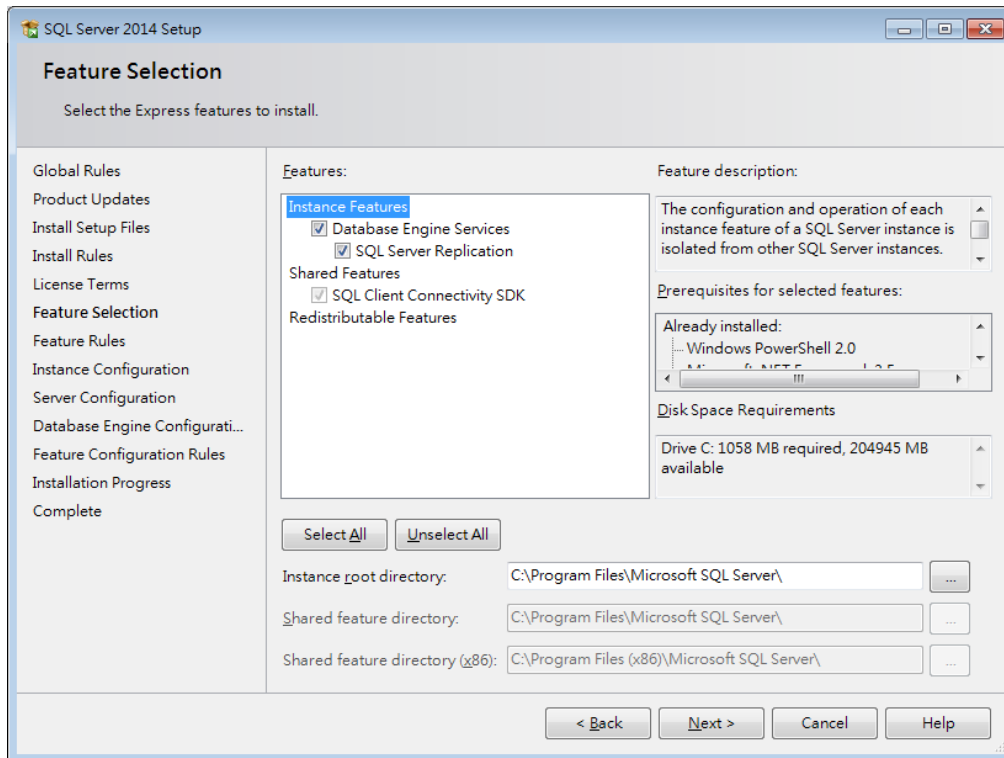 SQL Server 2014 Setup
Feature Selection
Select the Express features to install.
Global Rules
Product Updates
Install Setup Files
Install Rules
License Terms
Feature Selection
Feature Rules
Instance Configuration
Server Configuration
Database Engine Configurati...
Feature Configuration Rules
Installation Progress
Complete
Features:
Instance Features
Database Engine Services
SQL Server Replication
Shared Features
SQL Client Connectivity SDK
Redistributable Features
Feature description:
The configuration and operation of each
instance feature of a SQL Server instance is
isolated from other SQL Server instances.
Prerequisites for selected features:
Already installed:
Windows PowerShell 2.0
Disk Space Requirements
Drive C: 1058 MB required, 204945 MB
available
Select All
Unselect All
Instance root directory:
C:\Program Files\Microsoft SQL Server\
...
Shared feature directory:
C:\Program Files\Microsoft SQL Server\
...
Shared feature directory (x86):
C:\Program Files (x86)\Microsoft SQL Server\
...
< Back
Next >
Cancel
Help